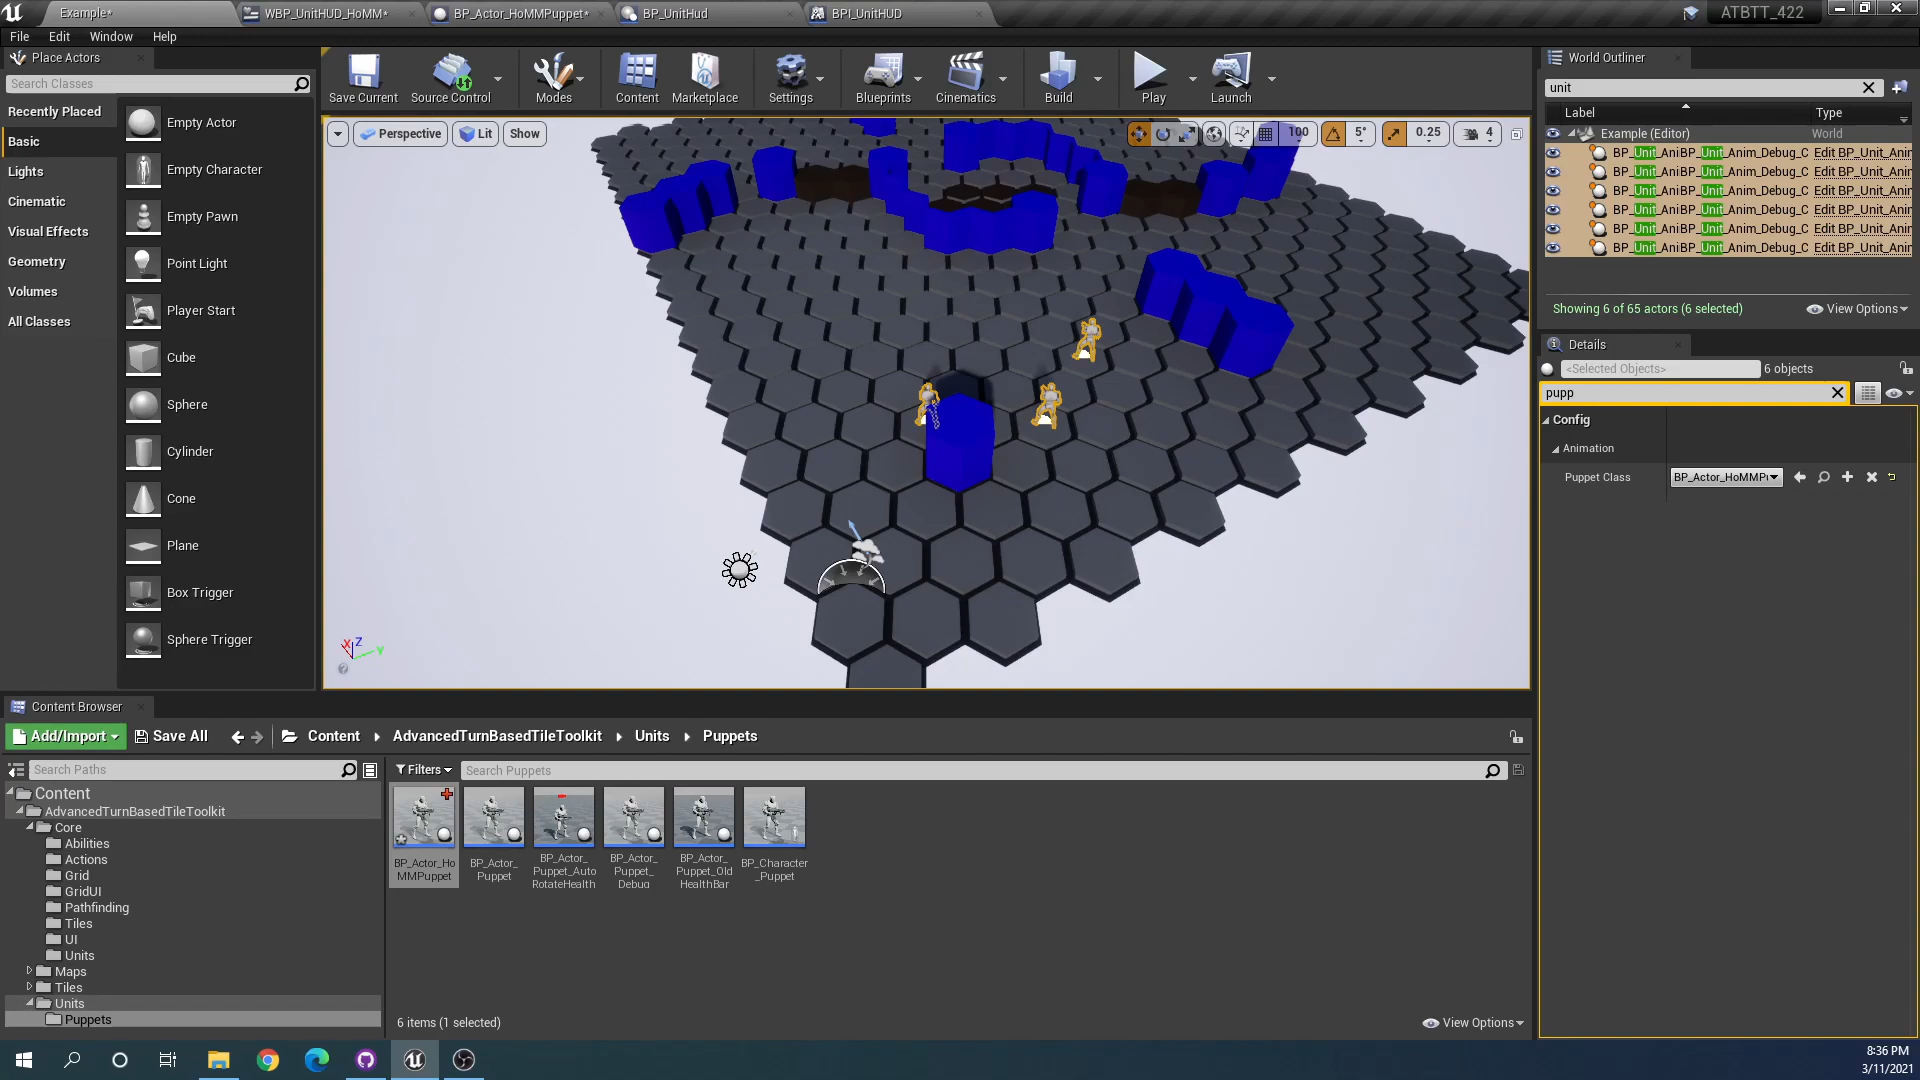 Example*
WBP_UnitHUD_HoMM*
BP_Actor_HoMMPuppet*
BP_UnitHud
BPI_UnitHUD
ATBTT_422
File Edit Window Help
Place Actors
Search Classes
Recently Placed
Basic
Lights
Cinematic
Visual Effects
Geometry
Volumes
All Classes
Empty Actor
Empty Character
Empty Pawn
Point Light
Player Start
Cube
Sphere
Cylinder
Cone
Plane
Box Trigger
Sphere Trigger
Save Current
Source Control
Modes
Content
Marketplace
Settings
Blueprints
Cinematics
Build
Play
Launch
Perspective
Lit
Show
100
5°
0.25
4
X Z Y
World Outliner
unit
Label Type
Example (Editor) World
BP_Unit_AniBP_Unit_Anim_Debug_C Edit BP_Unit_Anim
BP_Unit_AniBP_Unit_Anim_Debug_C Edit BP_Unit_Anim
BP_Unit_AniBP_Unit_Anim_Debug_C Edit BP_Unit_Anim
BP_Unit_AniBP_Unit_Anim_Debug_C Edit BP_Unit_Anim
BP_Unit_AniBP_Unit_Anim_Debug_C Edit BP_Unit_Anim
BP_Unit_AniBP_Unit_Anim_Debug_C Edit BP_Unit_Anim
Showing 6 of 65 actors (6 selected)
View Options
Details
<Selected Objects> 6 objects
pupp
Config
Animation
Puppet Class BP_Actor_HoMMPu
Content Browser
Add/Import
Save All
Content
AdvancedTurnBasedTileToolkit
Units
Puppets
Search Paths
Content
AdvancedTurnBasedTileToolkit
Core
Abilities
Actions
Grid
GridUI
Pathfinding
Tiles
UI
Units
Maps
Tiles
Units
Puppets
Filters
Search Puppets
BP_Actor_Ho
MMPuppet
BP_Actor_
Puppet
BP_Actor_
Puppet_Auto
RotateHealth
BP_Actor_
Puppet_
Debug
BP_Actor_
Puppet_Old
HealthBar
BP_Character
_Puppet
6 items (1 selected)
View Options
8:36 PM
3/11/2021